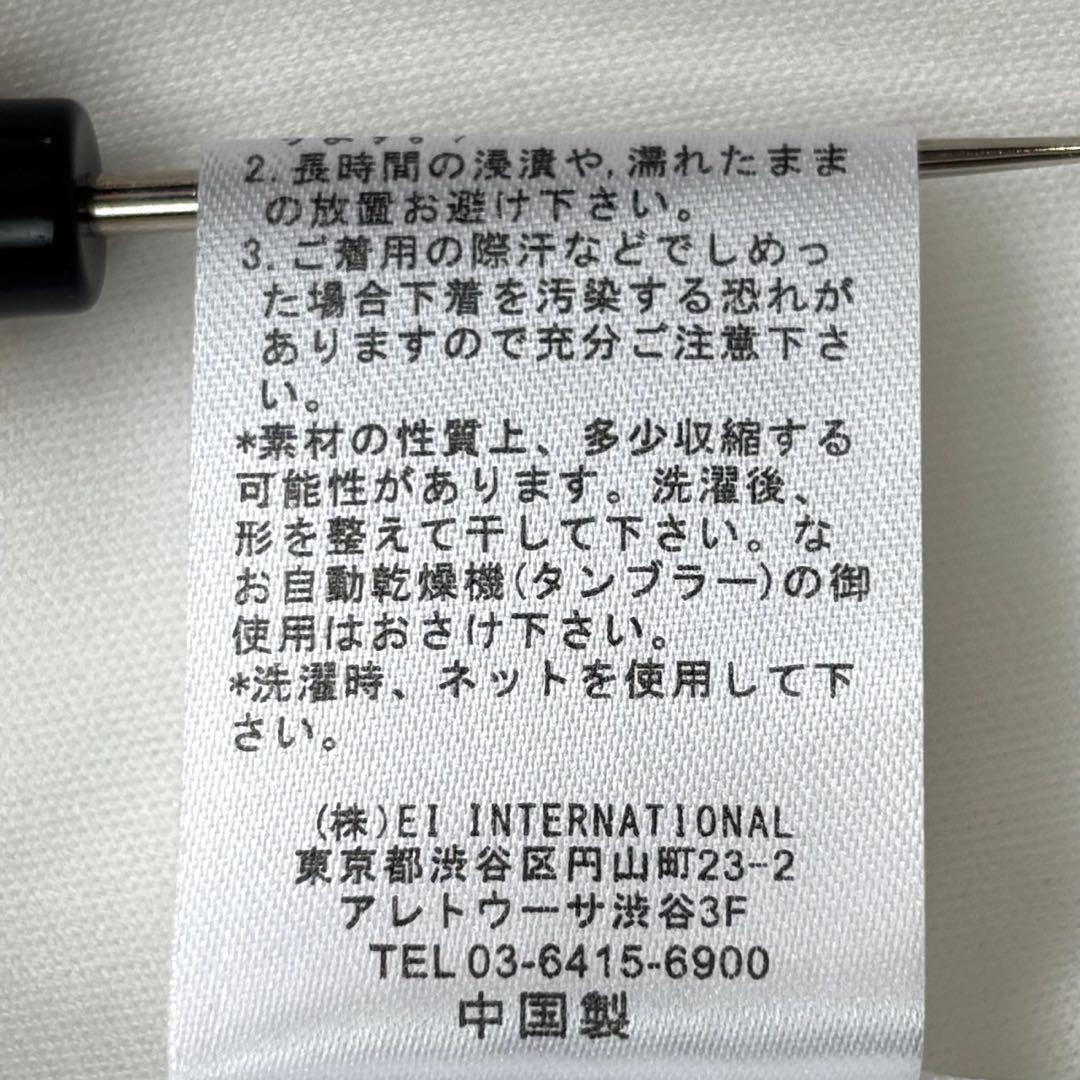 ります。
2.長時間の浸漬や,濡れたまま
の放置お避け下さい。
3.ご着用の際汗などでしめっ
た場合下着を汚染する恐れが
ありますので充分ご注意下さ
い。
*素材の性質上、多少収縮する
可能性があります。洗濯後、
形を整えて干して下さい。な
お自動乾燥機(タンブラー)の御
使用はおさけ下さい。
*洗濯時、ネットを使用して下
さい。
(株)EI INTERNATIONAL
東京都渋谷区円山町23-2
アレトゥーサ渋谷3F
TEL 03-6415-6900
中国製